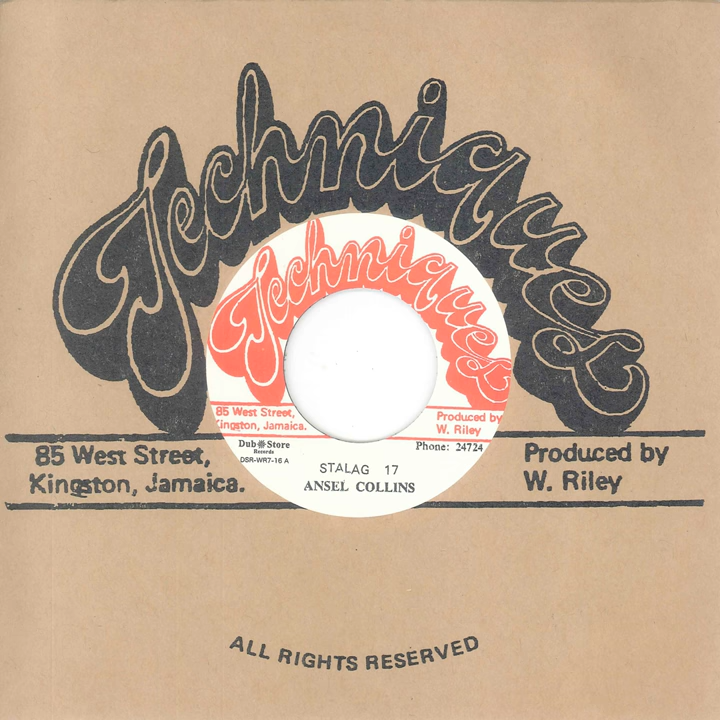 Techniques
Techniques
85 West Street,
Kingston, Jamaica.
Produced by
W. Riley
Dub Store
Records
DSR-WR7-16 A
Phone: 24724
STALAG 17
ANSEL COLLINS
85 West Street,
Kingston, Jamaica.
Produced by
W. Riley
ALL RIGHTS RESERVED